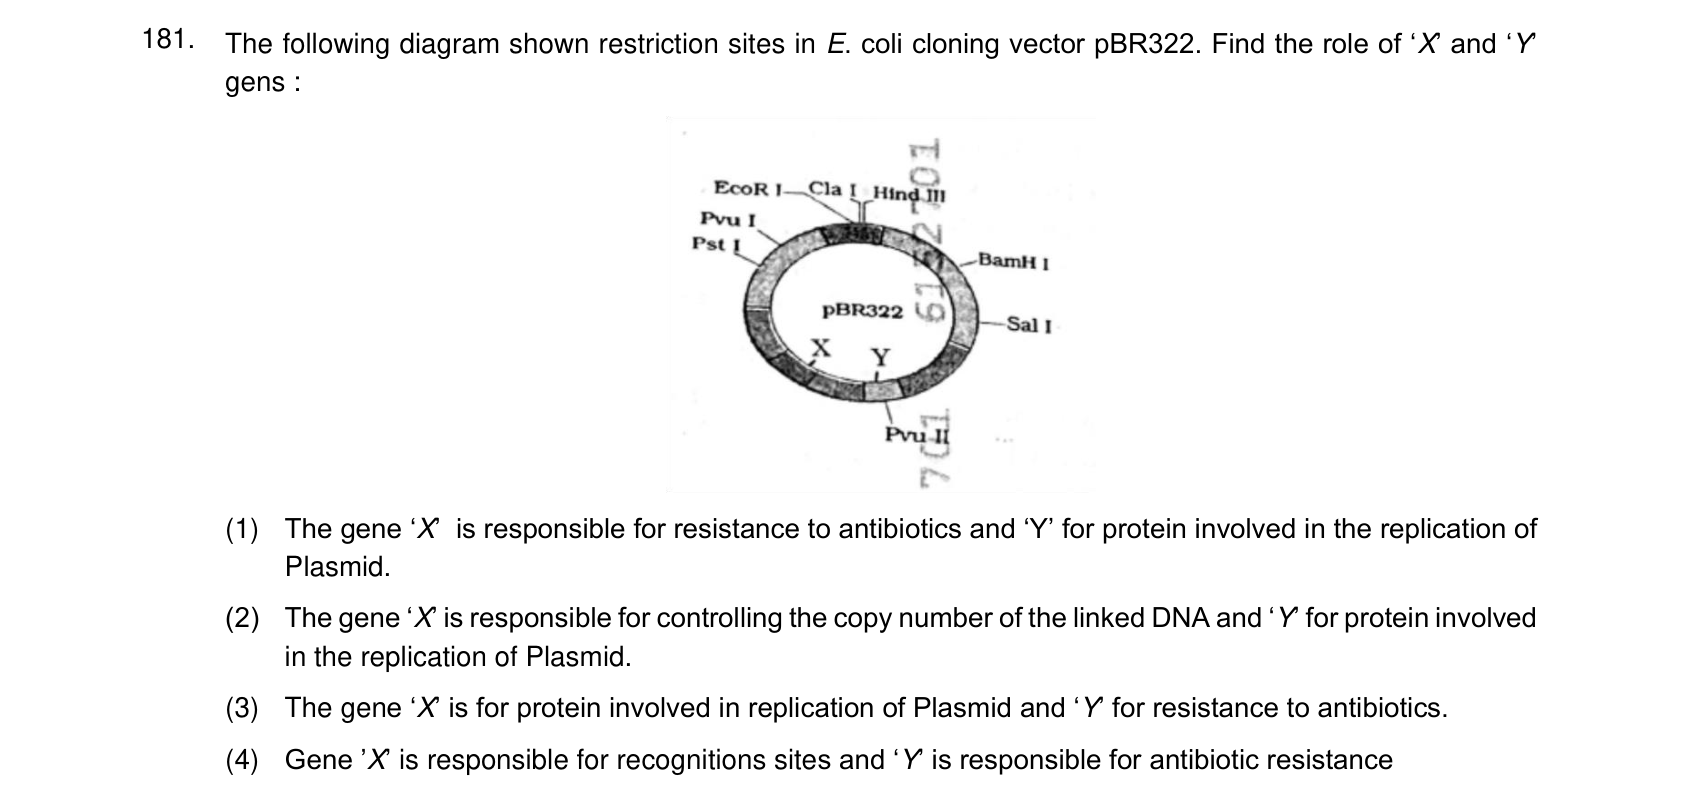 181. The following diagram shown restriction sites in E. coli cloning vector pBR322. Find the role of ‘X’ and ‘Y’
gens :
EcoR I Cla I Hind III
Pvu I
Pst I
BamH I
pBR322
Sal I
X Y
Pvu II
61 52701
7C1
(1) The gene ‘X’ is responsible for resistance to antibiotics and ‘Y’ for protein involved in the replication of
Plasmid.
(2) The gene ‘X’ is responsible for controlling the copy number of the linked DNA and ‘Y’ for protein involved
in the replication of Plasmid.
(3) The gene ‘X’ is for protein involved in replication of Plasmid and ‘Y’ for resistance to antibiotics.
(4) Gene ’X’ is responsible for recognitions sites and ‘Y’ is responsible for antibiotic resistance